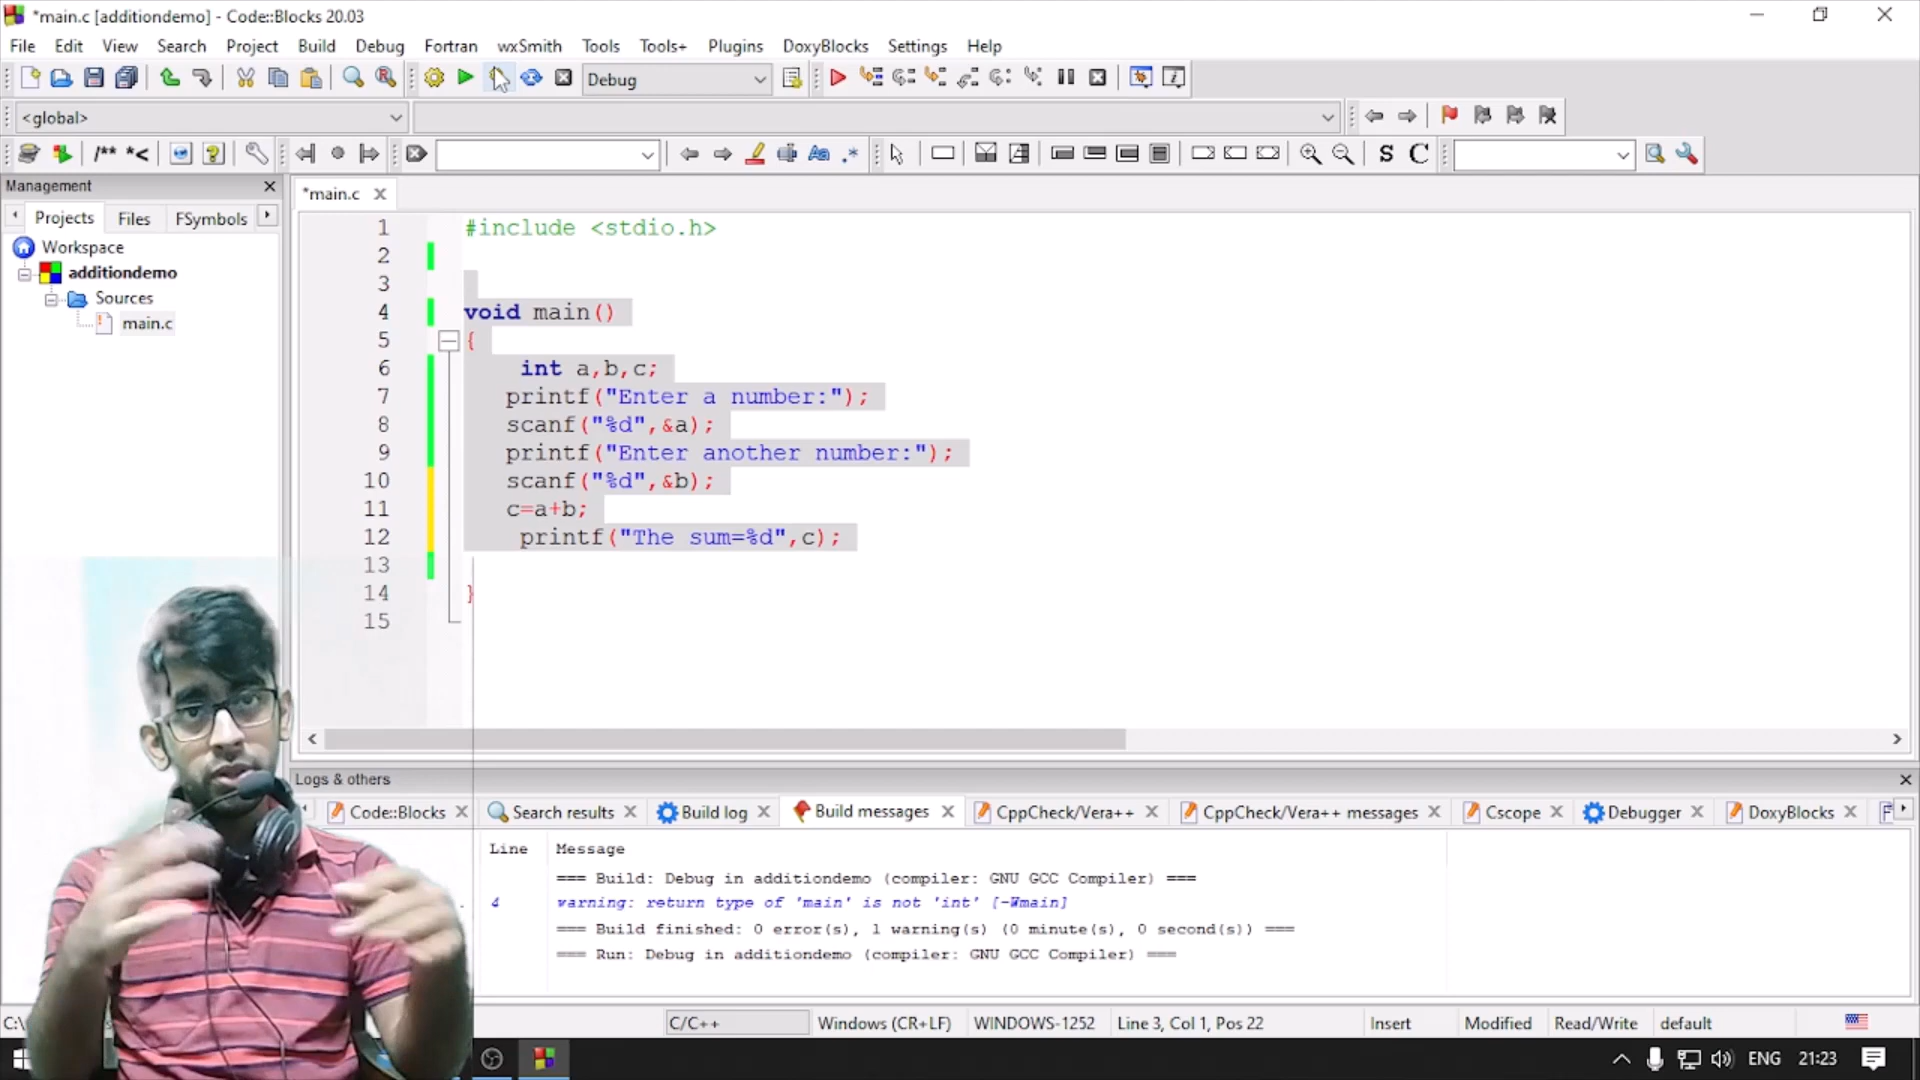 *main.c [additiondemo] - Code::Blocks 20.03
File Edit View Search Project Build Debug Fortran wxSmith Tools Tools+ Plugins DoxyBlocks Settings Help
Debug
<global>
/** *<
Aa .*
S C
Management
Projects Files FSymbols
*main.c
Workspace
additiondemo
Sources
main.c
1 #include <stdio.h>
2
3
4 void main()
5 {
6 int a,b,c;
7 printf("Enter a number:");
8 scanf("%d",&a);
9 printf("Enter another number:");
10 scanf("%d",&b);
11 c=a+b;
12 printf("The sum=%d",c);
13
14 }
15
Logs & others
Code::Blocks Search results Build log Build messages CppCheck/Vera++ CppCheck/Vera++ messages Cscope Debugger DoxyBlocks F
Line Message
=== Build: Debug in additiondemo (compiler: GNU GCC Compiler) ===
4 warning: return type of 'main' is not 'int' [-Wmain]
=== Build finished: 0 error(s), 1 warning(s) (0 minute(s), 0 second(s)) ===
=== Run: Debug in additiondemo (compiler: GNU GCC Compiler) ===
C:\ C/C++ Windows (CR+LF) WINDOWS-1252 Line 3, Col 1, Pos 22 Insert Modified Read/Write default
ENG 21:23